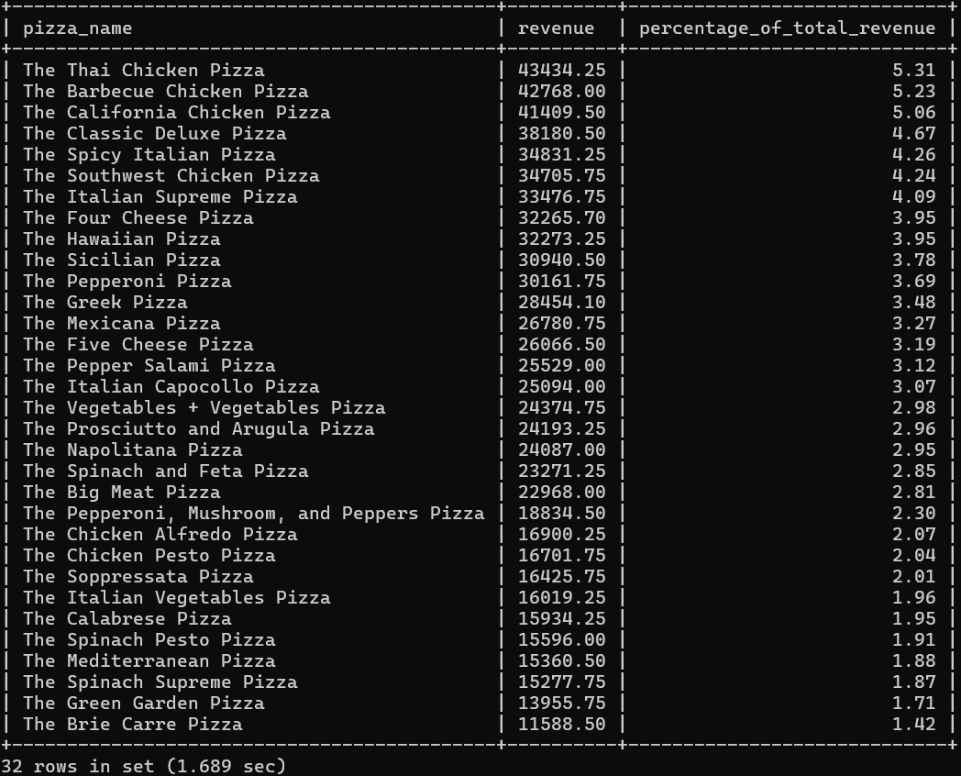 +--------------------------------------------+----------+-----------------------------+
| pizza_name                                 | revenue  | percentage_of_total_revenue |
+--------------------------------------------+----------+-----------------------------+
| The Thai Chicken Pizza                     | 43434.25 |                        5.31 |
| The Barbecue Chicken Pizza                 | 42768.00 |                        5.23 |
| The California Chicken Pizza               | 41409.50 |                        5.06 |
| The Classic Deluxe Pizza                   | 38180.50 |                        4.67 |
| The Spicy Italian Pizza                    | 34831.25 |                        4.26 |
| The Southwest Chicken Pizza                | 34705.75 |                        4.24 |
| The Italian Supreme Pizza                  | 33476.75 |                        4.09 |
| The Four Cheese Pizza                      | 32265.70 |                        3.95 |
| The Hawaiian Pizza                         | 32273.25 |                        3.95 |
| The Sicilian Pizza                         | 30940.50 |                        3.78 |
| The Pepperoni Pizza                        | 30161.75 |                        3.69 |
| The Greek Pizza                            | 28454.10 |                        3.48 |
| The Mexicana Pizza                         | 26780.75 |                        3.27 |
| The Five Cheese Pizza                      | 26066.50 |                        3.19 |
| The Pepper Salami Pizza                    | 25529.00 |                        3.12 |
| The Italian Capocollo Pizza                | 25094.00 |                        3.07 |
| The Vegetables + Vegetables Pizza          | 24374.75 |                        2.98 |
| The Prosciutto and Arugula Pizza           | 24193.25 |                        2.96 |
| The Napolitana Pizza                       | 24087.00 |                        2.95 |
| The Spinach and Feta Pizza                 | 23271.25 |                        2.85 |
| The Big Meat Pizza                         | 22968.00 |                        2.81 |
| The Pepperoni, Mushroom, and Peppers Pizza | 18834.50 |                        2.30 |
| The Chicken Alfredo Pizza                  | 16900.25 |                        2.07 |
| The Chicken Pesto Pizza                    | 16701.75 |                        2.04 |
| The Soppressata Pizza                      | 16425.75 |                        2.01 |
| The Italian Vegetables Pizza               | 16019.25 |                        1.96 |
| The Calabrese Pizza                        | 15934.25 |                        1.95 |
| The Spinach Pesto Pizza                    | 15596.00 |                        1.91 |
| The Mediterranean Pizza                    | 15360.50 |                        1.88 |
| The Spinach Supreme Pizza                  | 15277.75 |                        1.87 |
| The Green Garden Pizza                     | 13955.75 |                        1.71 |
| The Brie Carre Pizza                       | 11588.50 |                        1.42 |
+--------------------------------------------+----------+-----------------------------+
32 rows in set (1.689 sec)